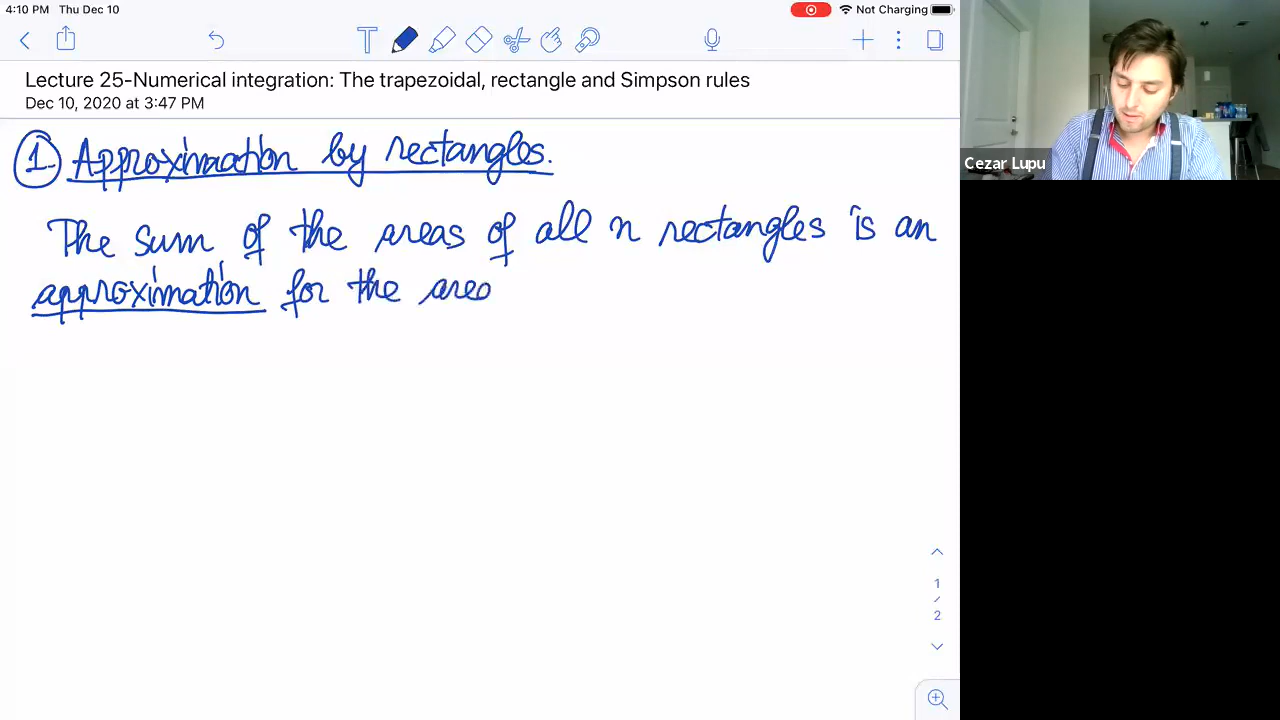 4:10 PM Thu Dec 10
Not Charging
T
Lecture 25-Numerical integration: The trapezoidal, rectangle and Simpson rules
Dec 10, 2020 at 3:47 PM
1 Approximation by rectangles.
The sum of the areas of all n rectangles is an
approximation for the area
1
/
2
Cezar Lupu